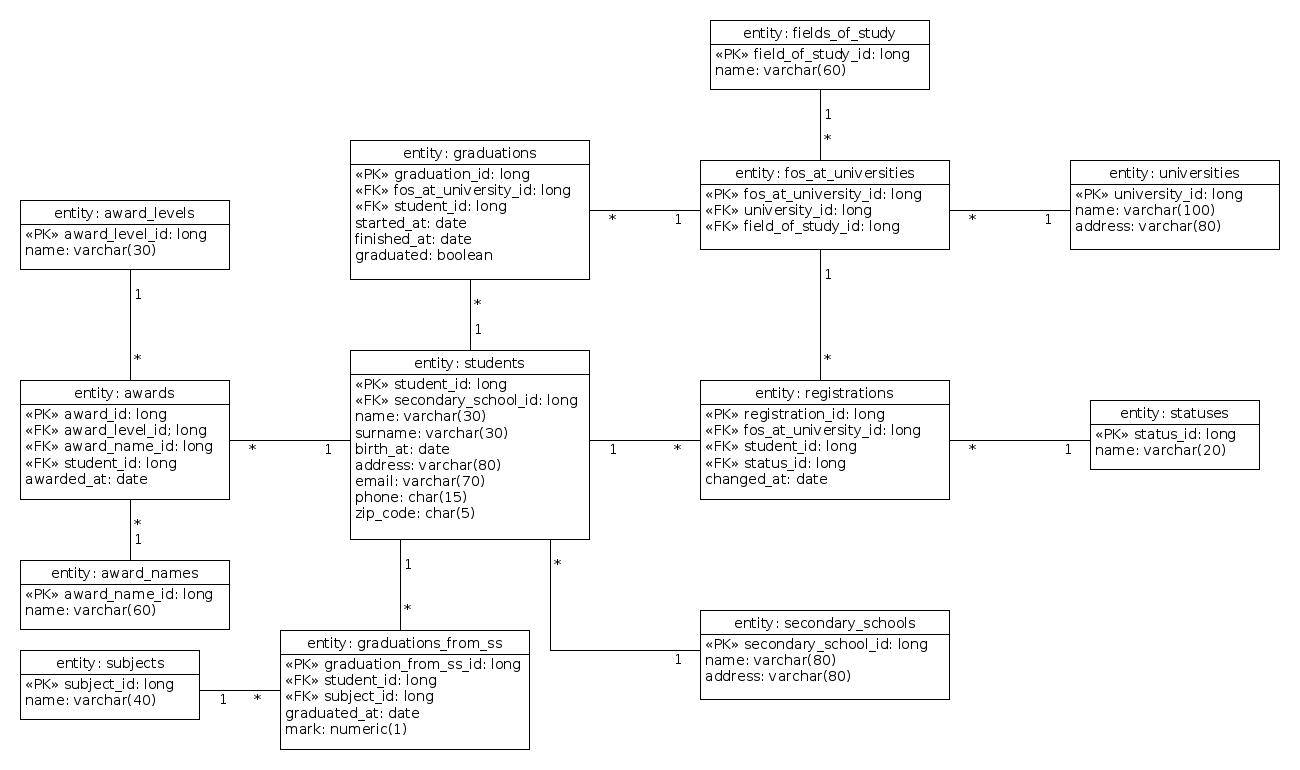 entity: fields_of_study
«PK» field_of_study_id: long
name: varchar(60)
1
*
entity: graduations
«PK» graduation_id: long
«FK» fos_at_university_id: long
«FK» student_id: long
started_at: date
finished_at: date
graduated: boolean
*
1
entity: fos_at_universities
«PK» fos_at_university_id: long
«FK» university_id: long
«FK» field_of_study_id: long
*
1
entity: universities
«PK» university_id: long
name: varchar(100)
address: varchar(80)
entity: award_levels
«PK» award_level_id: long
name: varchar(30)
1
*
*
1
1
*
entity: awards
«PK» award_id: long
«FK» award_level_id; long
«FK» award_name_id: long
«FK» student_id: long
awarded_at: date
*
1
entity: students
«PK» student_id: long
«FK» secondary_school_id: long
name: varchar(30)
surname: varchar(30)
birth_at: date
address: varchar(80)
email: varchar(70)
phone: char(15)
zip_code: char(5)
1
*
entity: registrations
«PK» registration_id: long
«FK» fos_at_university_id: long
«FK» student_id: long
«FK» status_id: long
changed_at: date
*
1
entity: statuses
«PK» status_id: long
name: varchar(20)
*
1
entity: award_names
«PK» award_name_id: long
name: varchar(60)
1
*
*
1
entity: subjects
«PK» subject_id: long
name: varchar(40)
1
*
entity: graduations_from_ss
«PK» graduation_from_ss_id: long
«FK» student_id: long
«FK» subject_id: long
graduated_at: date
mark: numeric(1)
entity: secondary_schools
«PK» secondary_school_id: long
name: varchar(80)
address: varchar(80)